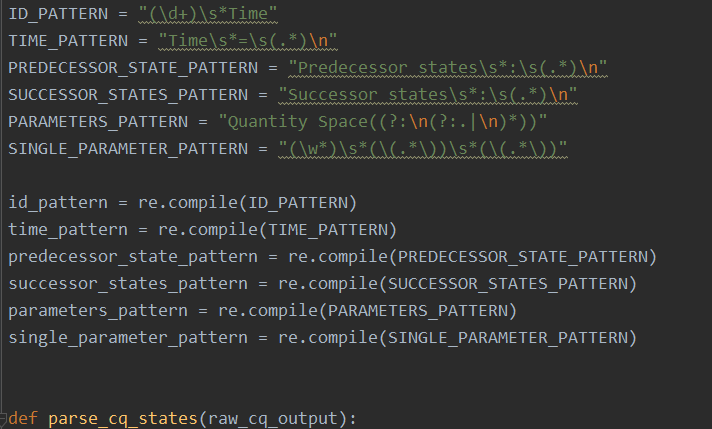 ID_PATTERN = "(\d+)\s*Time"
TIME_PATTERN = "Time\s*=\s(.*)\n"
PREDECESSOR_STATE_PATTERN = "Predecessor states\s*:\s(.*)\n"
SUCCESSOR_STATES_PATTERN = "Successor states\s*:\s(.*)\n"
PARAMETERS_PATTERN = "Quantity Space((?:\n(?:.|\n)*))"
SINGLE_PARAMETER_PATTERN = "(\w*)\s*(\(.*\))\s*(\(.*\))"
id_pattern = re.compile(ID_PATTERN)
time_pattern = re.compile(TIME_PATTERN)
predecessor_state_pattern = re.compile(PREDECESSOR_STATE_PATTERN)
successor_states_pattern = re.compile(SUCCESSOR_STATES_PATTERN)
parameters_pattern = re.compile(PARAMETERS_PATTERN)
single_parameter_pattern = re.compile(SINGLE_PARAMETER_PATTERN)
def parse_cq_states(raw_cq_output):